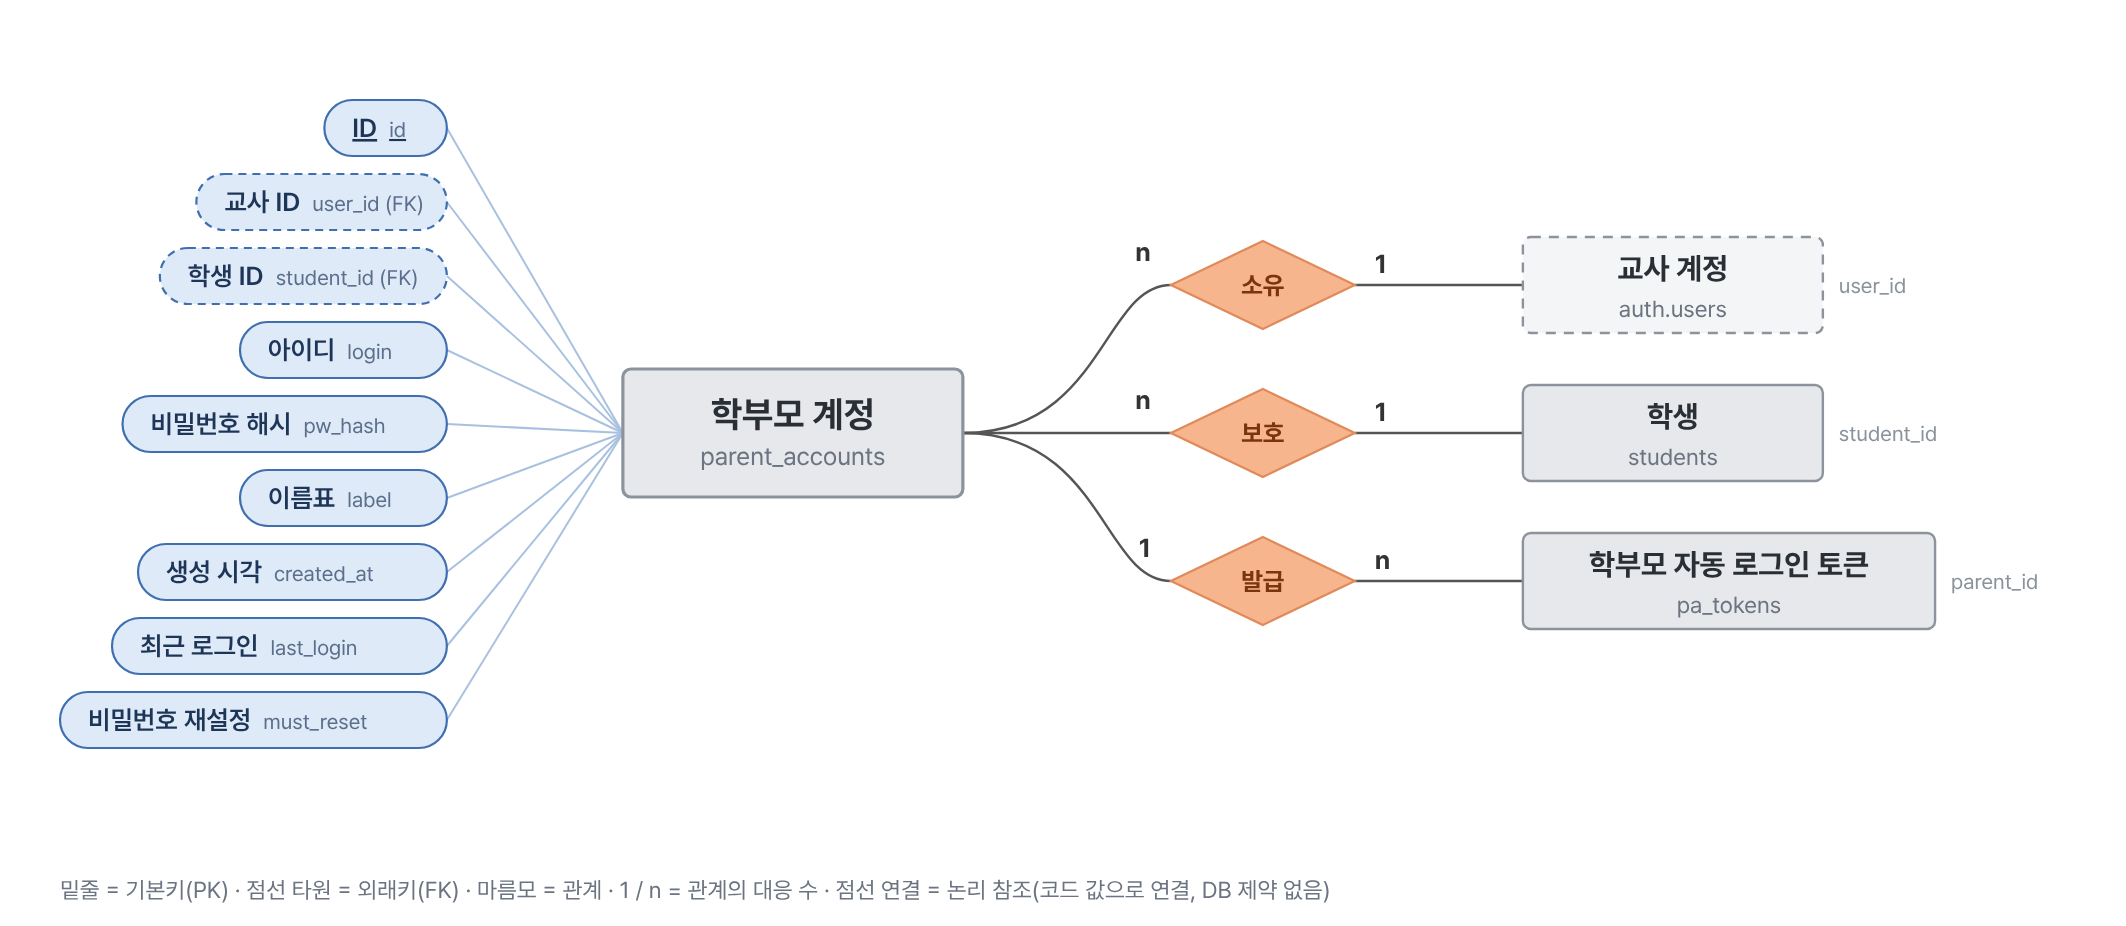 ID id
교사 ID user_id (FK)
학생 ID student_id (FK)
아이디 login
비밀번호 해시 pw_hash
이름표 label
생성 시각 created_at
최근 로그인 last_login
비밀번호 재설정 must_reset
학부모 계정
parent_accounts
n
소유
1
교사 계정
auth.users
user_id
n
보호
1
학생
students
student_id
1
발급
n
학부모 자동 로그인 토큰
pa_tokens
parent_id
밑줄 = 기본키(PK) · 점선 타원 = 외래키(FK) · 마름모 = 관계 · 1 / n = 관계의 대응 수 · 점선 연결 = 논리 참조(코드 값으로 연결, DB 제약 없음)